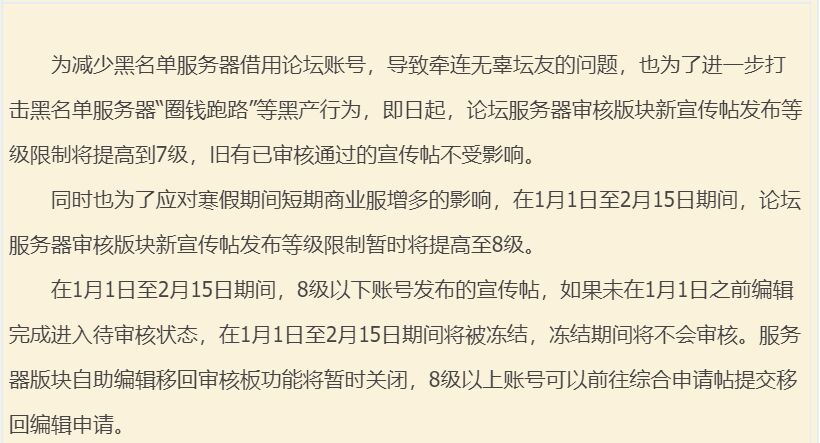 为减少黑名单服务器借用论坛账号，导致牵连无辜坛友的问题，也为了进一步打
击黑名单服务器“圈钱跑路”等黑产行为，即日起，论坛服务器审核版块新宣传帖发布等
级限制将提高到7级，旧有已审核通过的宣传帖不受影响。
同时也为了应对寒假期间短期商业服增多的影响，在1月1日至2月15日期间，论坛
服务器审核版块新宣传帖发布等级限制暂时将提高至8级。
在1月1日至2月15日期间，8级以下账号发布的宣传帖，如果未在1月1日之前编辑
完成进入待审核状态，在1月1日至2月15日期间将被冻结，冻结期间将不会审核。服务
器版块自助编辑移回审核板功能将暂时关闭，8级以上账号可以前往综合申请帖提交移
回编辑申请。